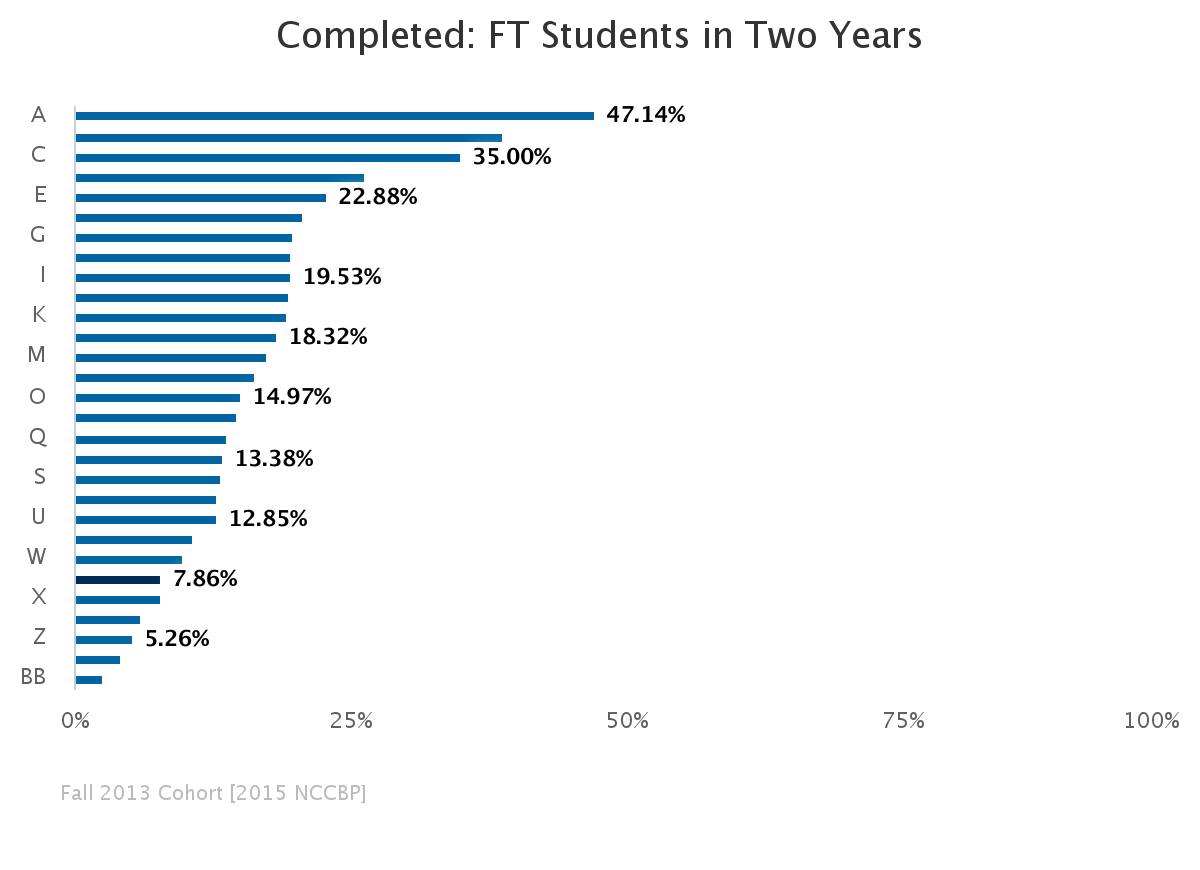 Completed: FT Students in Two Years
A 47.14%
C 35.00%
E 22.88%
G
I 19.53%
K
18.32%
M
O 14.97%
Q
13.38%
S
U 12.85%
W
7.86%
X
Z 5.26%
BB
0% 25% 50% 75% 100%
Fall 2013 Cohort [2015 NCCBP]